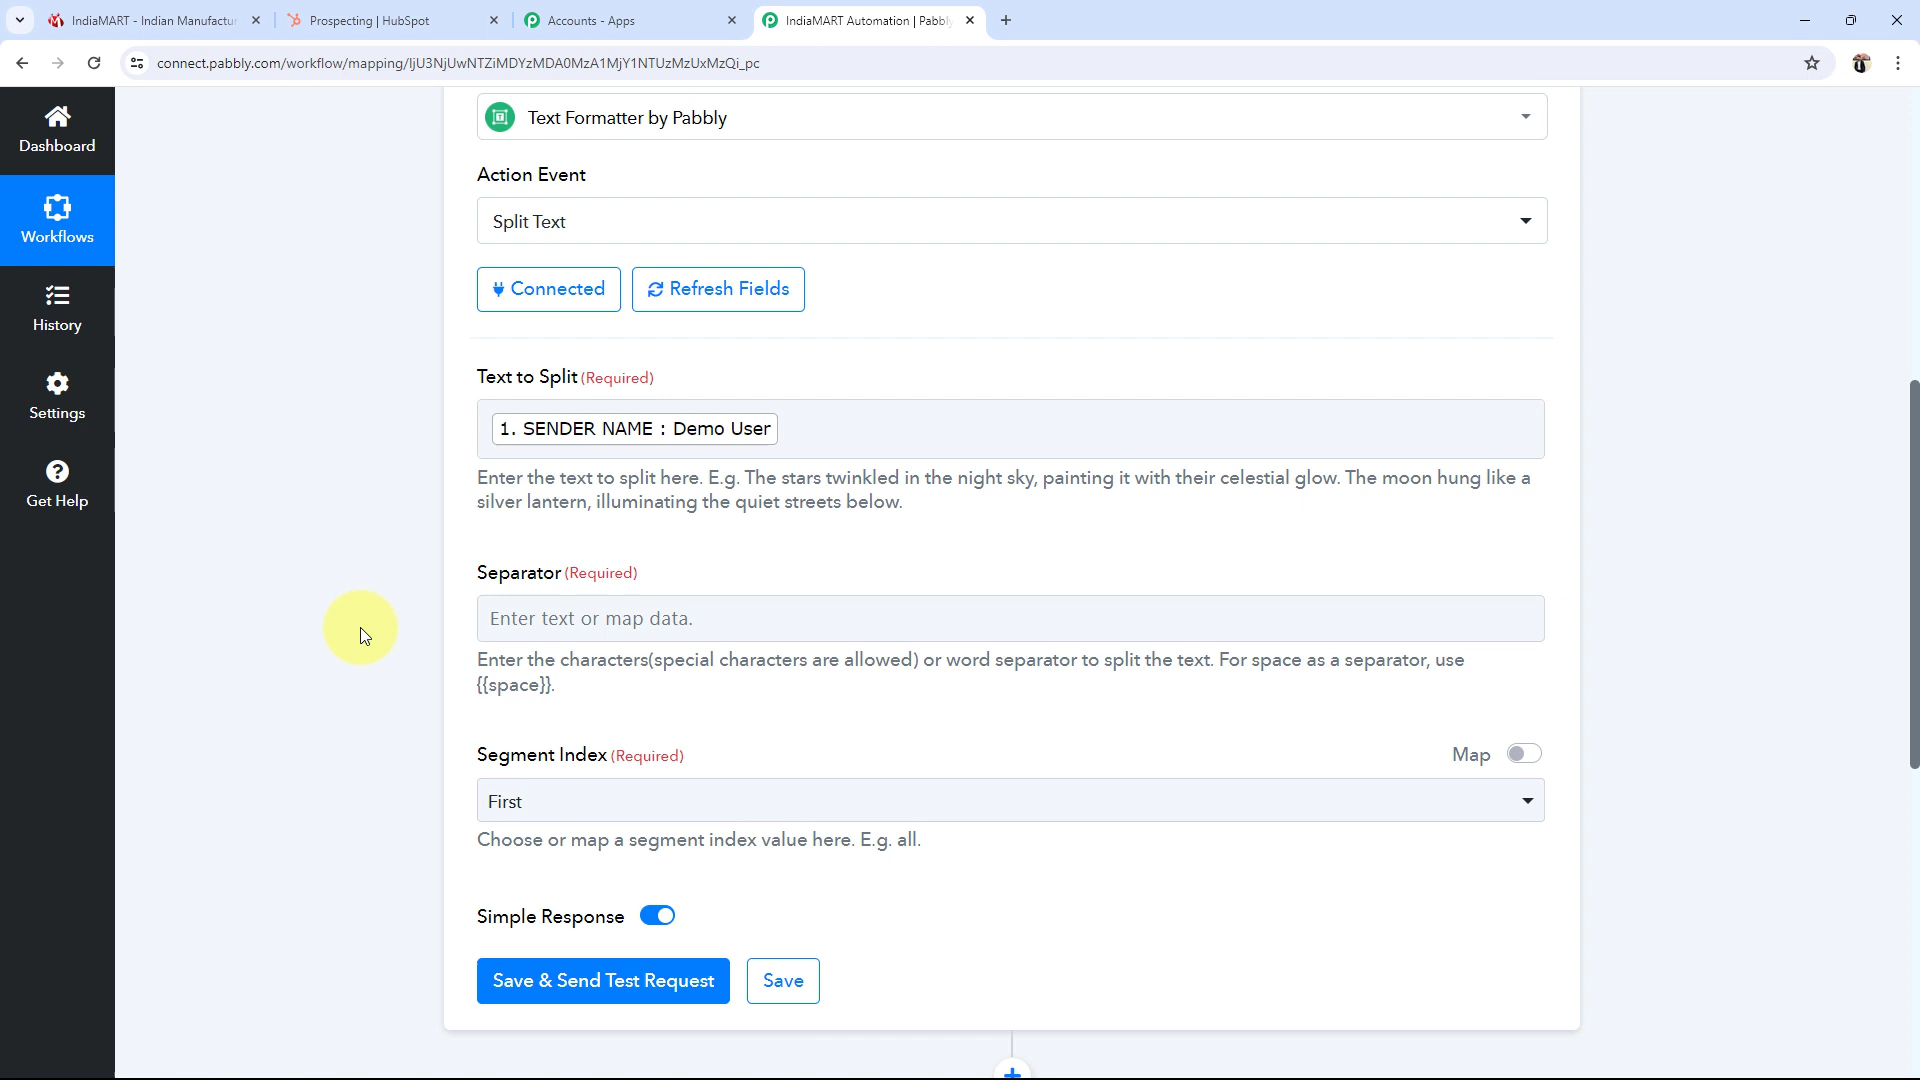 IndiaMART - Indian Manufactur
Prospecting | HubSpot
Accounts - Apps
IndiaMART Automation | Pabbly
connect.pabbly.com/workflow/mapping/IjU3NjUwNTZiMDYzMDA0MzA1MjY1NTUzMzUxMzQi_pc
Dashboard
Workflows
History
Settings
Get Help
Text Formatter by Pabbly
Action Event
Split Text
Connected
Refresh Fields
Text to Split (Required)
1. SENDER NAME : Demo User
Enter the text to split here. E.g. The stars twinkled in the night sky, painting it with their celestial glow. The moon hung like a
silver lantern, illuminating the quiet streets below.
Separator (Required)
Enter text or map data.
Enter the characters(special characters are allowed) or word separator to split the text. For space as a separator, use
{{space}}.
Segment Index (Required)
Map
First
Choose or map a segment index value here. E.g. all.
Simple Response
Save & Send Test Request
Save